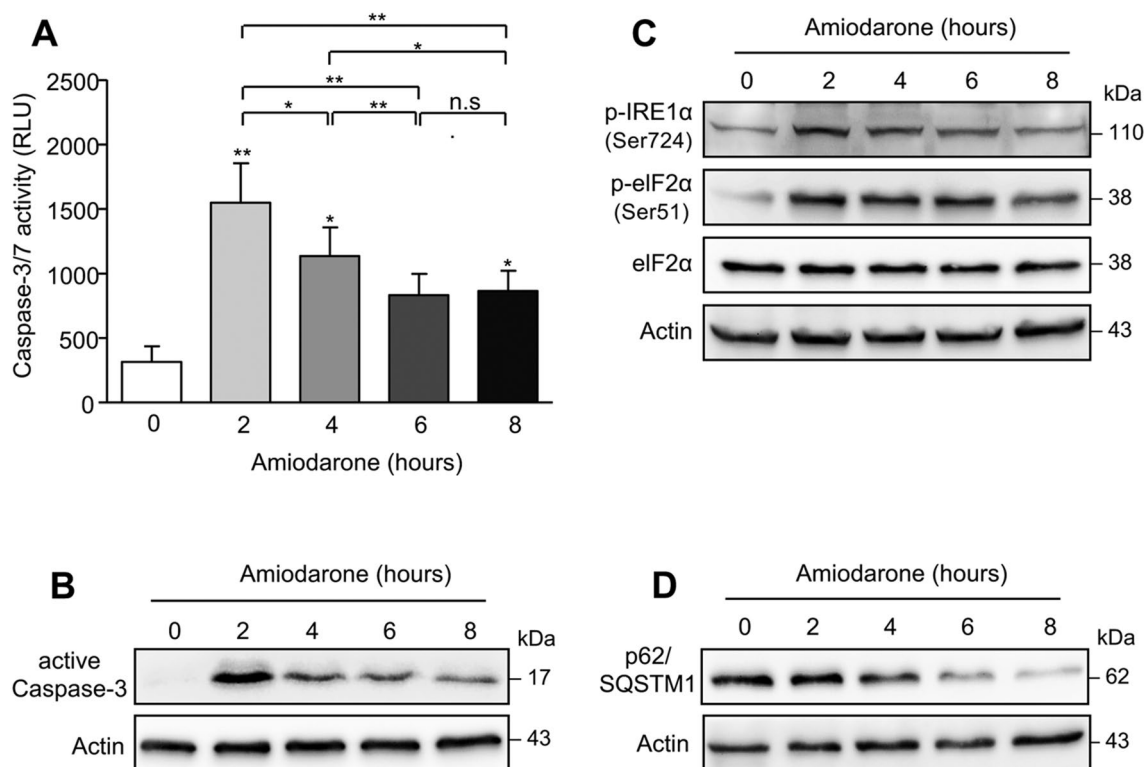 A
**
*
**
* ** n.s
.
2500
2000
1500
1000
500
0
Caspase-3/7 activity (RLU)
**
*
*
0 2 4 6 8
Amiodarone (hours)
C
Amiodarone (hours)
0 2 4 6 8
kDa
p-IRE1α
(Ser724)
110
p-eIF2α
(Ser51)
38
eIF2α
38
Actin
43
B
Amiodarone (hours)
0 2 4 6 8
kDa
active
Caspase-3
17
Actin
43
D
Amiodarone (hours)
0 2 4 6 8
kDa
p62/
SQSTM1
62
Actin
43